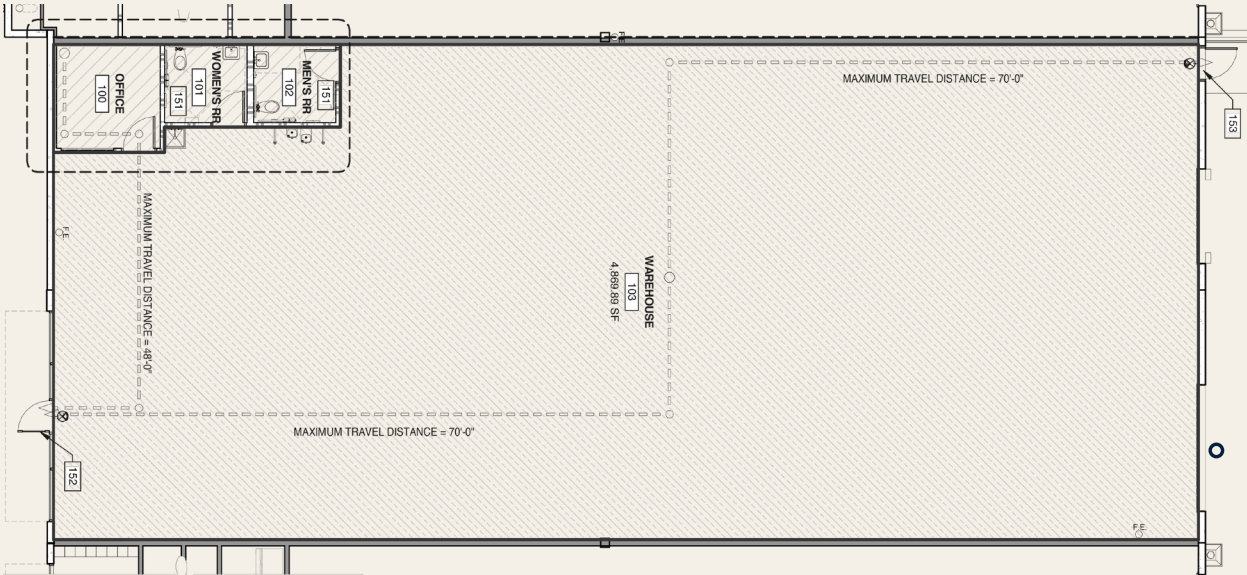 OFFICE
100
WOMEN'S RR
101
151
MEN'S RR
102
151
F.E.
MAXIMUM TRAVEL DISTANCE = 70'-0"
153
MAXIMUM TRAVEL DISTANCE = 48'-0"
F.E.
WAREHOUSE
103
4,869.89 SF
MAXIMUM TRAVEL DISTANCE = 70'-0"
152
F.E.